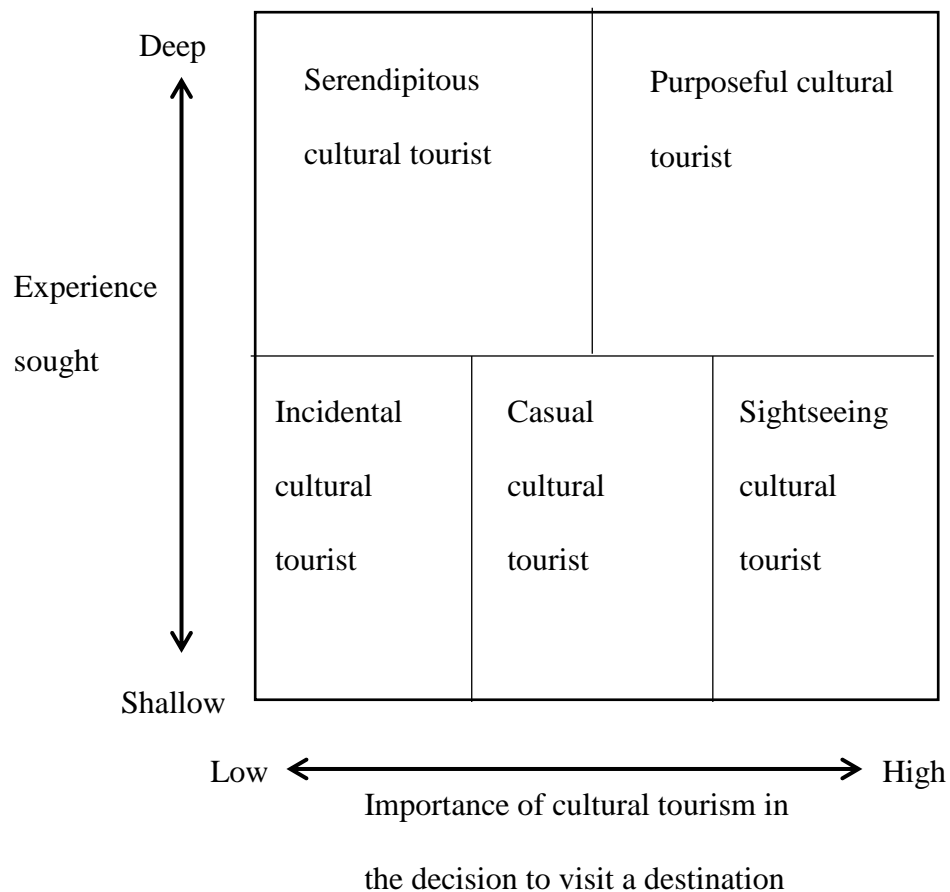 Deep
Serendipitous
cultural tourist
Purposeful cultural
tourist
Experience
sought
Incidental
cultural
tourist
Casual
cultural
tourist
Sightseeing
cultural
tourist
Shallow
Low
High
Importance of cultural tourism in
the decision to visit a destination